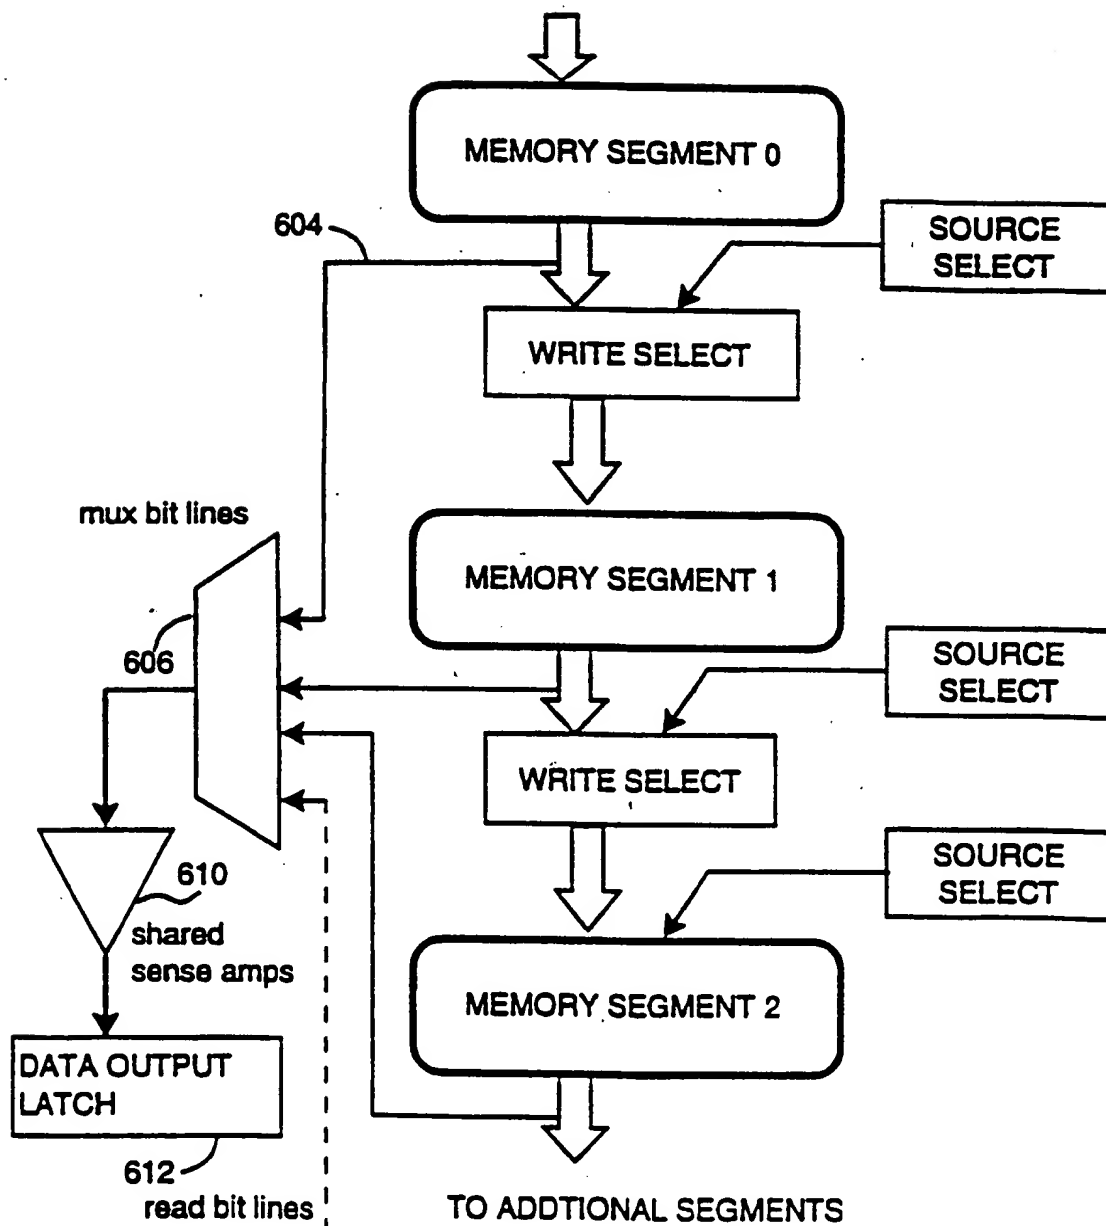 MEMORY SEGMENT 0
604
SOURCE
SELECT
WRITE SELECT
mux bit lines
MEMORY SEGMENT 1
606
SOURCE
SELECT
WRITE SELECT
SOURCE
SELECT
610
shared
sense amps
MEMORY SEGMENT 2
DATA OUTPUT
LATCH
612
read bit lines
TO ADDTIONAL SEGMENTS